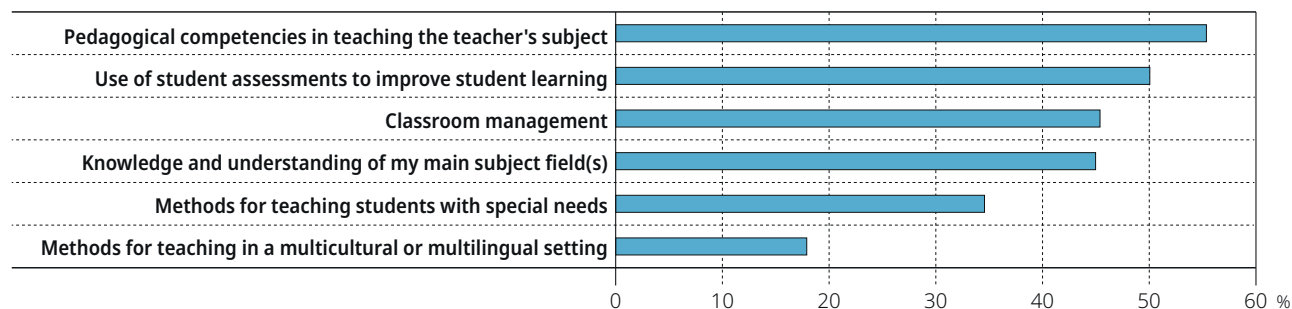 Pedagogical competencies in teaching the teacher's subject
Use of student assessments to improve student learning
Classroom management
Knowledge and understanding of my main subject field(s)
Methods for teaching students with special needs
Methods for teaching in a multicultural or multilingual setting
0 10 20 30 40 50 60 %